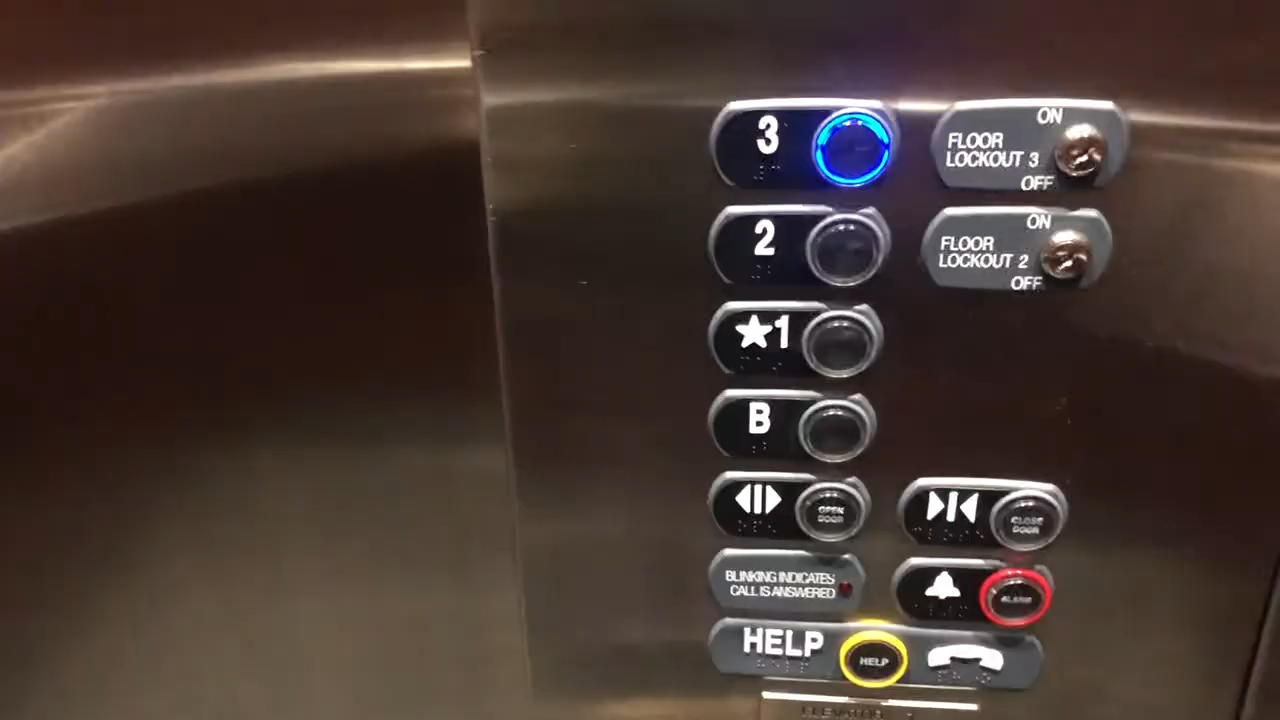 3
ON
FLOOR
LOCKOUT 3
OFF
2
ON
FLOOR
LOCKOUT 2
OFF
★1
B
OPEN
DOOR
CLOSE
DOOR
BLINKING INDICATES
CALL IS ANSWERED
ALARM
HELP
HELP
ELEVATOR